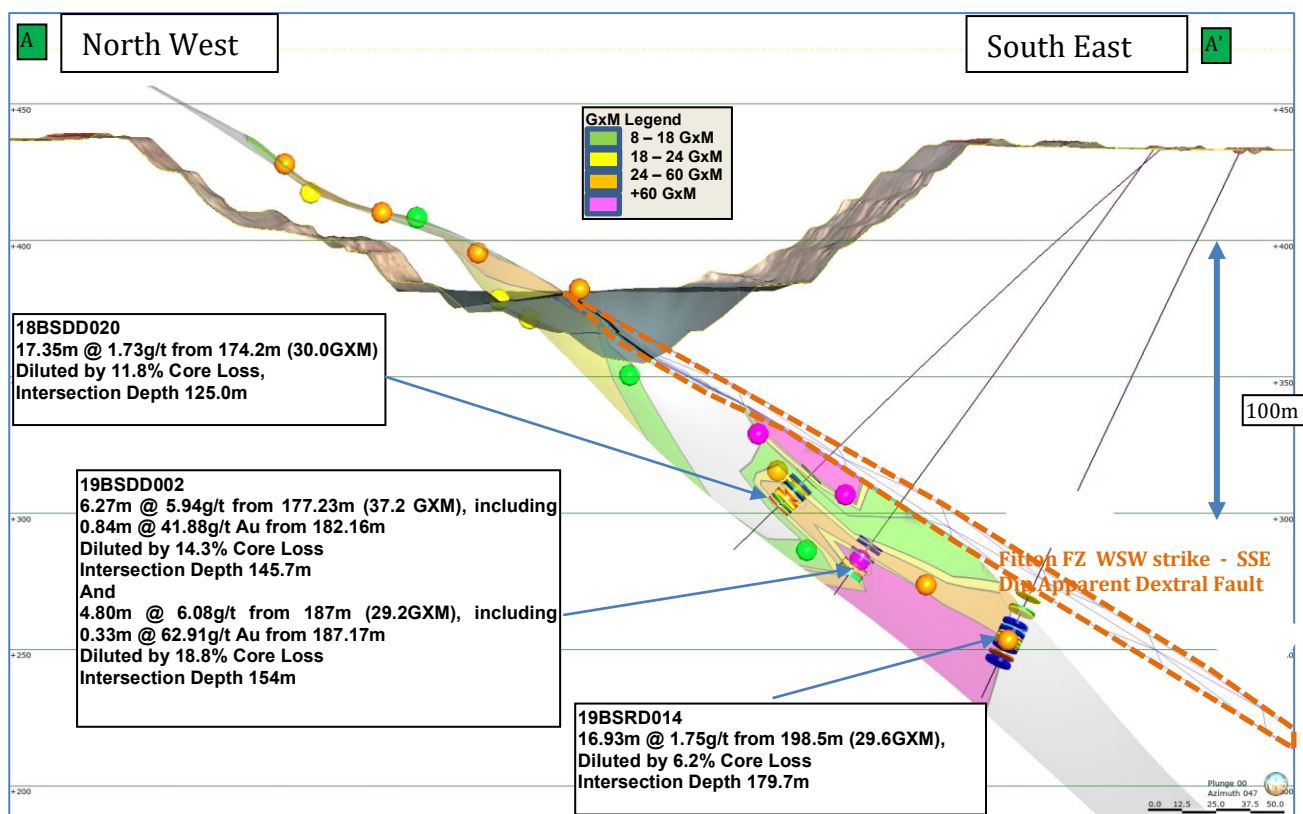 A
North West
South East
A'
+450
+450
GxM Legend
8 – 18 GxM
18 – 24 GxM
24 – 60 GxM
+60 GxM
+400
+400
18BSDD020
17.35m @ 1.73g/t from 174.2m (30.0GXM)
Diluted by 11.8% Core Loss,
Intersection Depth 125.0m
+350
100m
19BSDD002
6.27m @ 5.94g/t from 177.23m (37.2 GXM), including
0.84m @ 41.88g/t Au from 182.16m
Diluted by 14.3% Core Loss
Intersection Depth 145.7m
And
4.80m @ 6.08g/t from 187m (29.2GXM), including
0.33m @ 62.91g/t Au from 187.17m
Diluted by 18.8% Core Loss
Intersection Depth 154m
+300
+300
Fitton FZ WSW strike - SSE
Dip Apparent Dextral Fault
+250
19BSRD014
16.93m @ 1.75g/t from 198.5m (29.6GXM),
Diluted by 6.2% Core Loss
Intersection Depth 179.7m
+200
Plunge 00
Azimuth 047
0.0 12.5 25.0 37.5 50.0